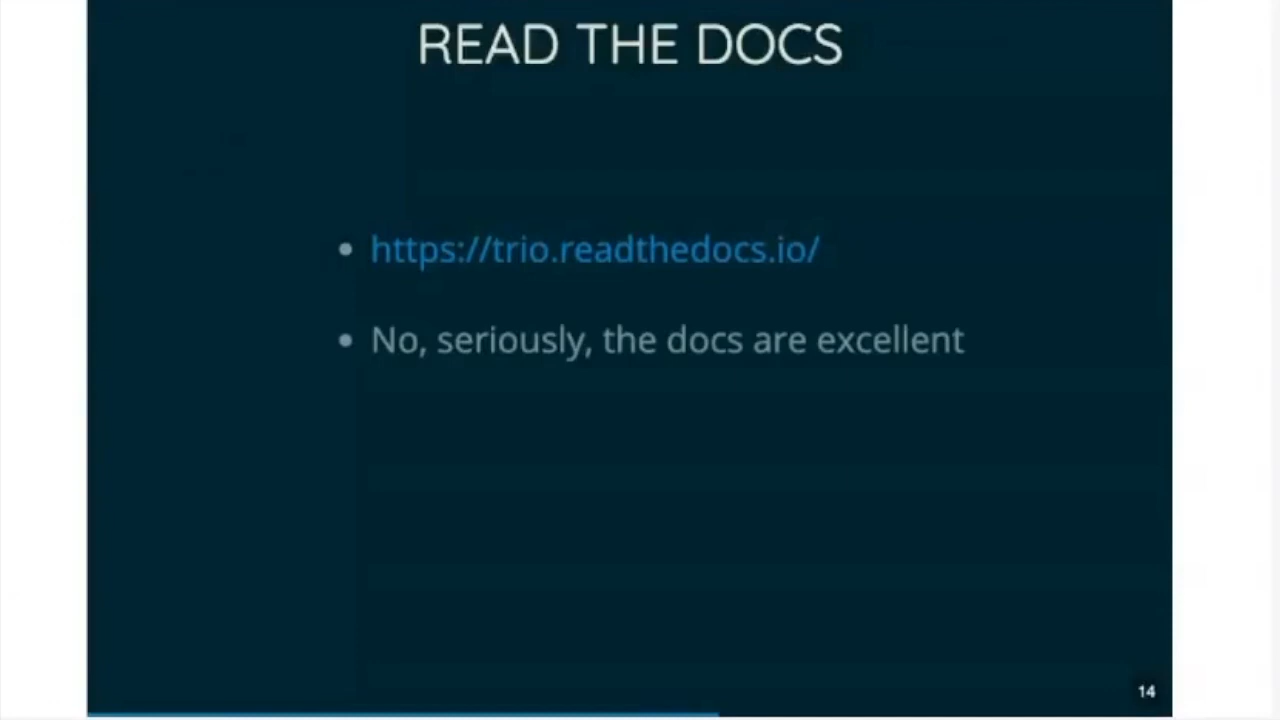 READ THE DOCS
• https://trio.readthedocs.io/
• No, seriously, the docs are excellent
14